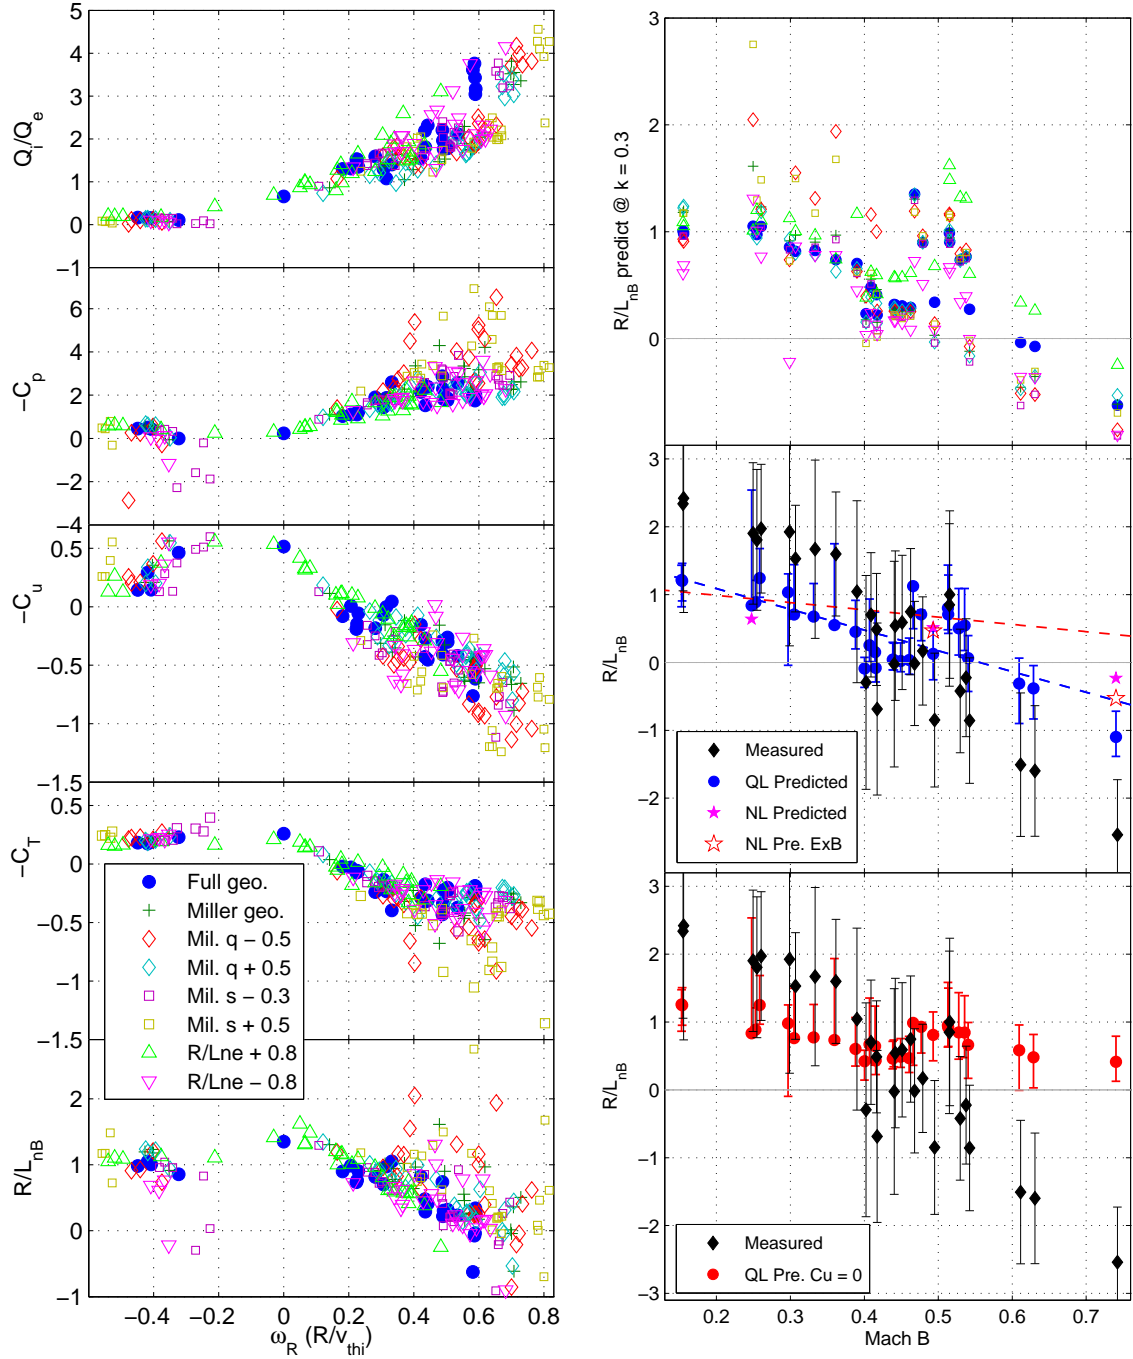 5
4
3
2
1
0
−1
Q_i/Q_e
6
4
2
0
−2
−4
−C_p
0.5
0
−0.5
−1
−1.5
−C_u
0.5
0
−0.5
−1
−1.5
−C_T
Full geo.
Miller geo.
Mil. q − 0.5
Mil. q + 0.5
Mil. s − 0.3
Mil. s + 0.5
R/Lne + 0.8
R/Lne − 0.8
2
1
0
−1
R/L_nB
−0.4 −0.2 0 0.2 0.4 0.6 0.8
ω_R (R/v_thi)
3
2
1
0
R/L_nB predict @ k = 0.3
3
2
1
0
−1
−2
R/L_nB
Measured
QL Predicted
NL Predicted
NL Pre. ExB
3
2
1
0
−1
−2
−3
R/L_nB
Measured
QL Pre. Cu = 0
0.2 0.3 0.4 0.5 0.6 0.7
Mach B